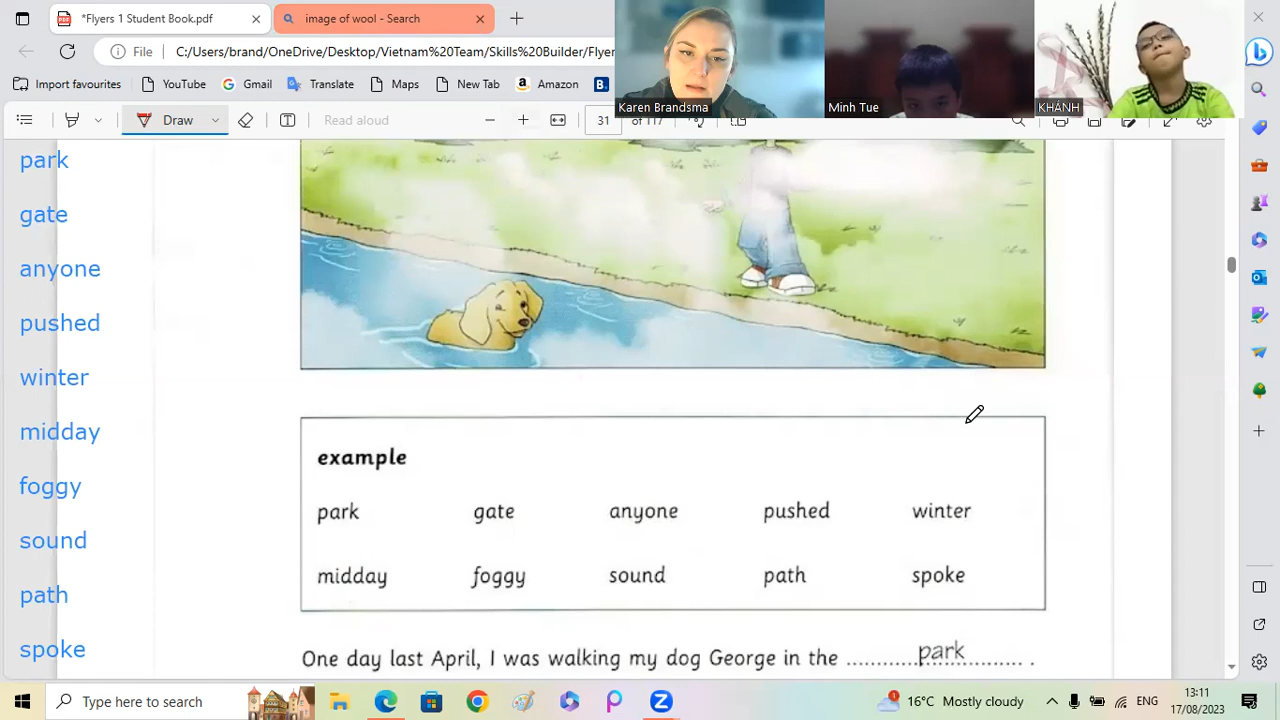 *Flyers 1 Student Book.pdf
image of wool - Search
File
C:/Users/brand/OneDrive/Desktop/Vietnam%20Team/Skills%20Builder/Flyer
Karen Brandsma
Minh Tue
KHÁNH
Import favourites
YouTube
Gmail
Translate
Maps
New Tab
Amazon
Draw
Read aloud
31
of 117
park
gate
anyone
pushed
winter
midday
foggy
sound
path
spoke
example
park gate anyone pushed winter
midday foggy sound path spoke
One day last April, I was walking my dog George in the park .
Type here to search
16°C Mostly cloudy
ENG
13:11
17/08/2023